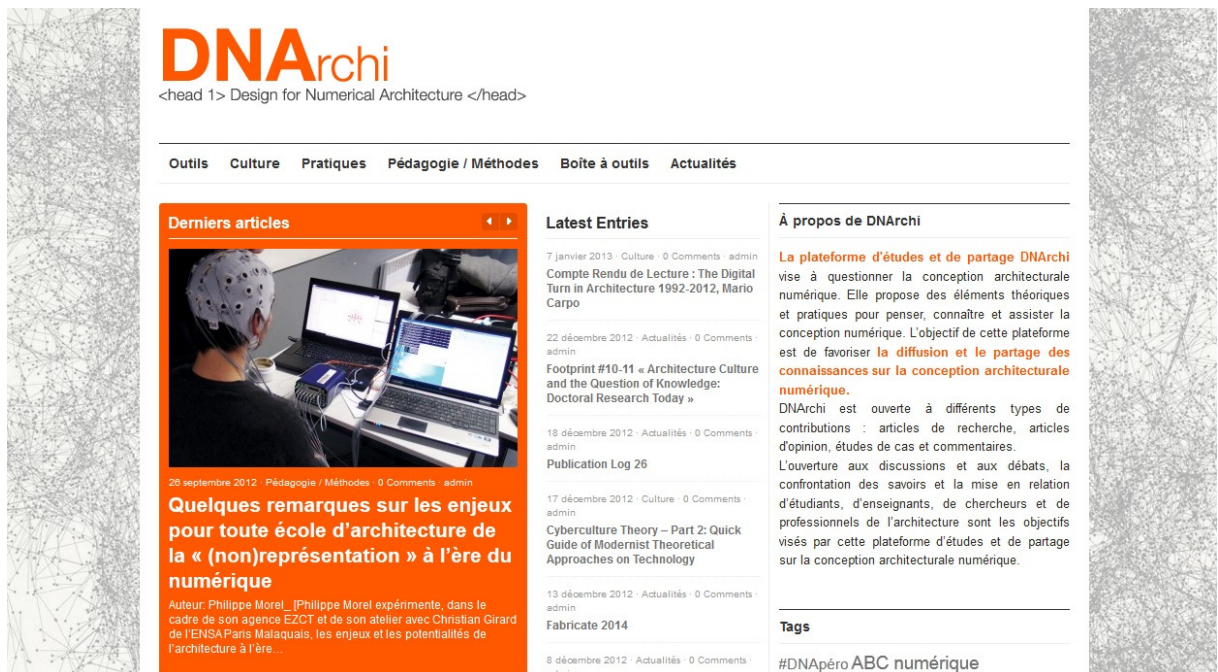 DNArchi
<head 1> Design for Numerical Architecture </head>
Outils Culture Pratiques Pédagogie / Méthodes Boîte à outils Actualités
Derniers articles
26 septembre 2012 · Pédagogie / Méthodes · 0 Comments · admin
Quelques remarques sur les enjeux
pour toute école d’architecture de
la « (non)représentation » à l’ère du
numérique
Auteur: Philippe Morel_ [Philippe Morel expérimente, dans le
cadre de son agence EZCT et de son atelier avec Christian Girard
de l’ENSA Paris Malaquais, les enjeux et les potentialités de
l’architecture à l’ère…
Latest Entries
7 janvier 2013 · Culture · 0 Comments · admin
Compte Rendu de Lecture : The Digital
Turn in Architecture 1992-2012, Mario
Carpo
22 décembre 2012 · Actualités · 0 Comments ·
admin
Footprint #10-11 « Architecture Culture
and the Question of Knowledge:
Doctoral Research Today »
18 décembre 2012 · Actualités · 0 Comments ·
admin
Publication Log 26
17 décembre 2012 · Culture · 0 Comments ·
admin
Cyberculture Theory – Part 2: Quick
Guide of Modernist Theoretical
Approaches on Technology
13 décembre 2012 · Actualités · 0 Comments ·
admin
Fabricate 2014
8 décembre 2012 · Actualités · 0 Comments ·
À propos de DNArchi
La plateforme d’études et de partage DNArchi
vise à questionner la conception architecturale
numérique. Elle propose des éléments théoriques
et pratiques pour penser, connaître et assister la
conception numérique. L’objectif de cette plateforme
est de favoriser la diffusion et le partage des
connaissances sur la conception architecturale
numérique.
DNArchi est ouverte à différents types de
contributions : articles de recherche, articles
d'opinion, études de cas et commentaires.
L’ouverture aux discussions et aux débats, la
confrontation des savoirs et la mise en relation
d’étudiants, d’enseignants, de chercheurs et de
professionnels de l’architecture sont les objectifs
visés par cette plateforme d’études et de partage
sur la conception architecturale numérique.
Tags
#DNApéro ABC numérique